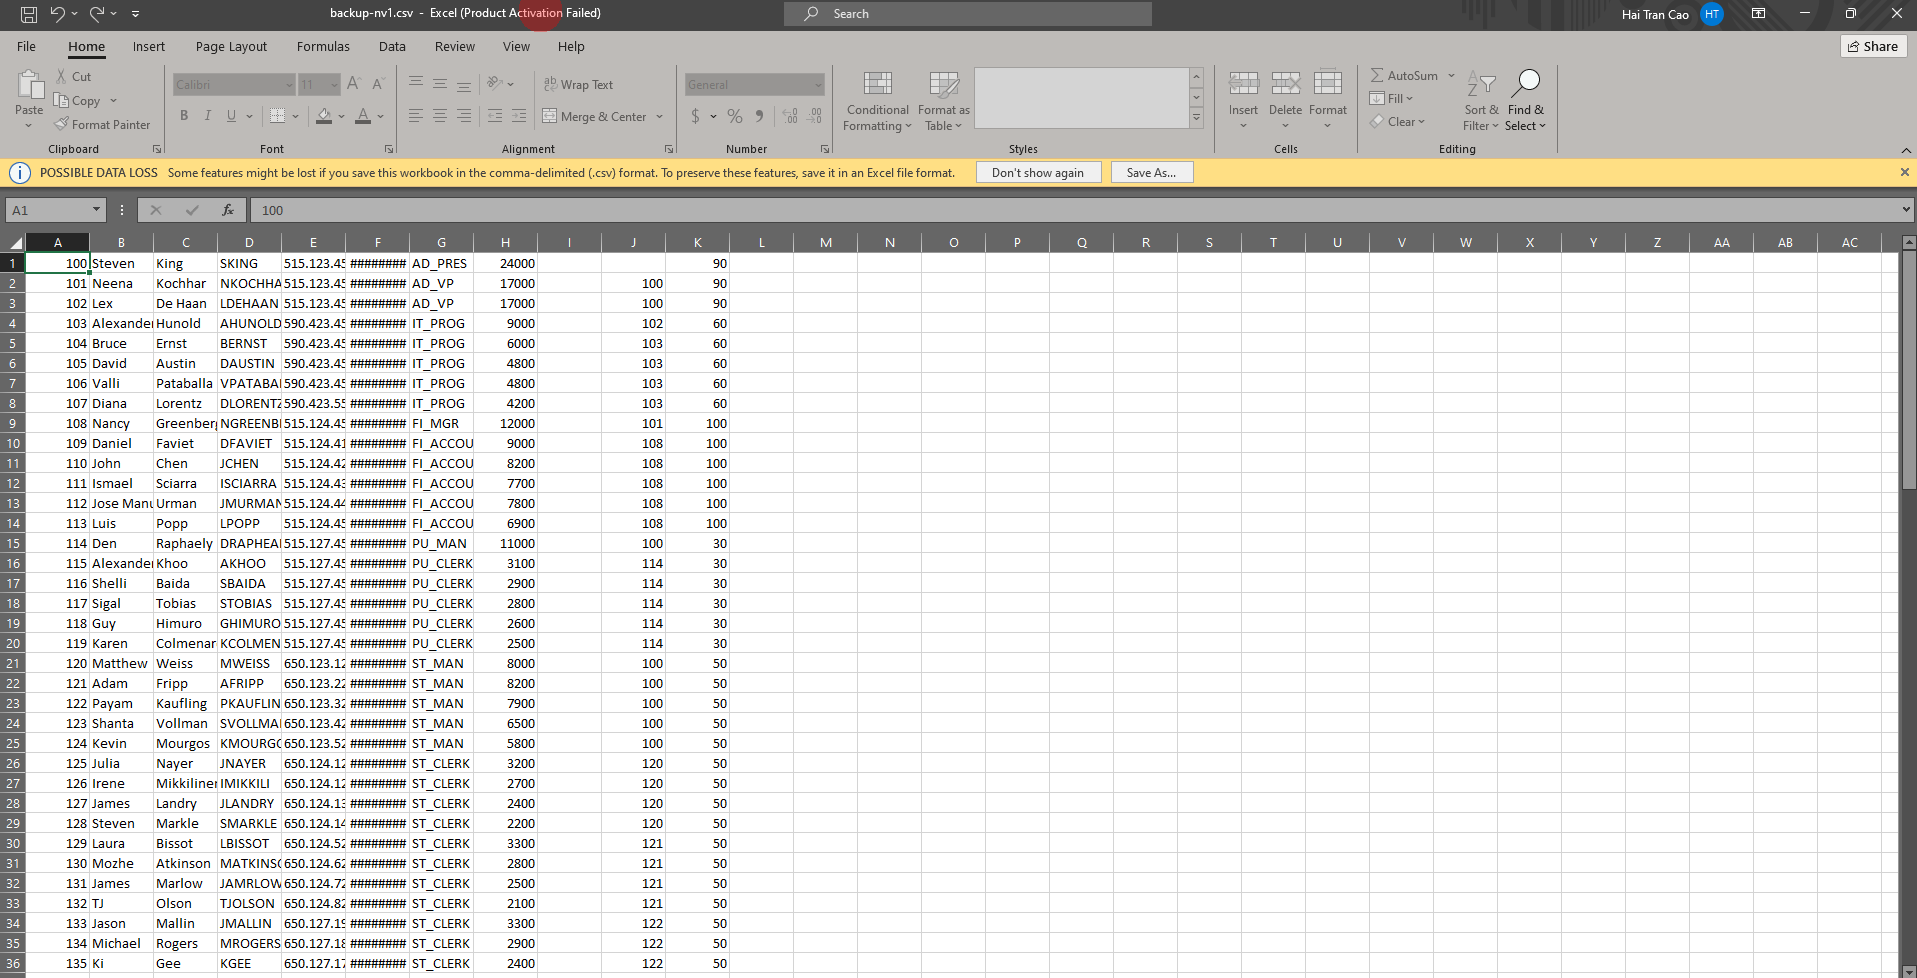 backup-nv1.csv - Excel (Product Activation Failed)
Search
Hai Tran Cao HT
File Home Insert Page Layout Formulas Data Review View Help
Share
Paste
Cut
Copy
Format Painter
Clipboard
Calibri 11
B I U
Font
Wrap Text
Merge & Center
Alignment
General
$ % 9
Number
Conditional Formatting
Format as Table
Styles
Insert Delete Format
Cells
AutoSum
Fill
Clear
Sort & Filter
Find & Select
Editing
POSSIBLE DATA LOSS Some features might be lost if you save this workbook in the comma-delimited (.csv) format. To preserve these features, save it in an Excel file format. Don't show again Save As...
A1 fx 100
A B C D E F G H I J K L M N O P Q R S T U V W X Y Z AA AB AC
1 100 Steven King SKING 515.123.45 ######## AD_PRES 24000 90
2 101 Neena Kochhar NKOCHHA 515.123.45 ######## AD_VP 17000 100 90
3 102 Lex De Haan LDEHAAN 515.123.45 ######## AD_VP 17000 100 90
4 103 Alexander Hunold AHUNOLD 590.423.45 ######## IT_PROG 9000 102 60
5 104 Bruce Ernst BERNST 590.423.45 ######## IT_PROG 6000 103 60
6 105 David Austin DAUSTIN 590.423.45 ######## IT_PROG 4800 103 60
7 106 Valli Pataballa VPATABA 590.423.45 ######## IT_PROG 4800 103 60
8 107 Diana Lorentz DLORENTZ 590.423.55 ######## IT_PROG 4200 103 60
9 108 Nancy Greenberg NGREENB 515.124.45 ######## FI_MGR 12000 101 100
10 109 Daniel Faviet DFAVIET 515.124.41 ######## FI_ACCOU 9000 108 100
11 110 John Chen JCHEN 515.124.42 ######## FI_ACCOU 8200 108 100
12 111 Ismael Sciarra ISCIARRA 515.124.43 ######## FI_ACCOU 7700 108 100
13 112 Jose Manu Urman JMURMAN 515.124.44 ######## FI_ACCOU 7800 108 100
14 113 Luis Popp LPOPP 515.124.45 ######## FI_ACCOU 6900 108 100
15 114 Den Raphaely DRAPHEA 515.127.45 ######## PU_MAN 11000 100 30
16 115 Alexander Khoo AKHOO 515.127.45 ######## PU_CLERK 3100 114 30
17 116 Shelli Baida SBAIDA 515.127.45 ######## PU_CLERK 2900 114 30
18 117 Sigal Tobias STOBIAS 515.127.45 ######## PU_CLERK 2800 114 30
19 118 Guy Himuro GHIMURO 515.127.45 ######## PU_CLERK 2600 114 30
20 119 Karen Colmenar KCOLMEN 515.127.45 ######## PU_CLERK 2500 114 30
21 120 Matthew Weiss MWEISS 650.123.12 ######## ST_MAN 8000 100 50
22 121 Adam Fripp AFRIPP 650.123.22 ######## ST_MAN 8200 100 50
23 122 Payam Kaufling PKAUFLIN 650.123.32 ######## ST_MAN 7900 100 50
24 123 Shanta Vollman SVOLLMA 650.123.42 ######## ST_MAN 6500 100 50
25 124 Kevin Mourgos KMOURGO 650.123.52 ######## ST_MAN 5800 100 50
26 125 Julia Nayer JNAYER 650.124.12 ######## ST_CLERK 3200 120 50
27 126 Irene Mikkiliner IMIKKILI 650.124.12 ######## ST_CLERK 2700 120 50
28 127 James Landry JLANDRY 650.124.13 ######## ST_CLERK 2400 120 50
29 128 Steven Markle SMARKLE 650.124.14 ######## ST_CLERK 2200 120 50
30 129 Laura Bissot LBISSOT 650.124.52 ######## ST_CLERK 3300 121 50
31 130 Mozhe Atkinson MATKINSO 650.124.62 ######## ST_CLERK 2800 121 50
32 131 James Marlow JAMRLOW 650.124.72 ######## ST_CLERK 2500 121 50
33 132 TJ Olson TJOLSON 650.124.82 ######## ST_CLERK 2100 121 50
34 133 Jason Mallin JMALLIN 650.127.19 ######## ST_CLERK 3300 122 50
35 134 Michael Rogers MROGERS 650.127.18 ######## ST_CLERK 2900 122 50
36 135 Ki Gee KGEE 650.127.17 ######## ST_CLERK 2400 122 50